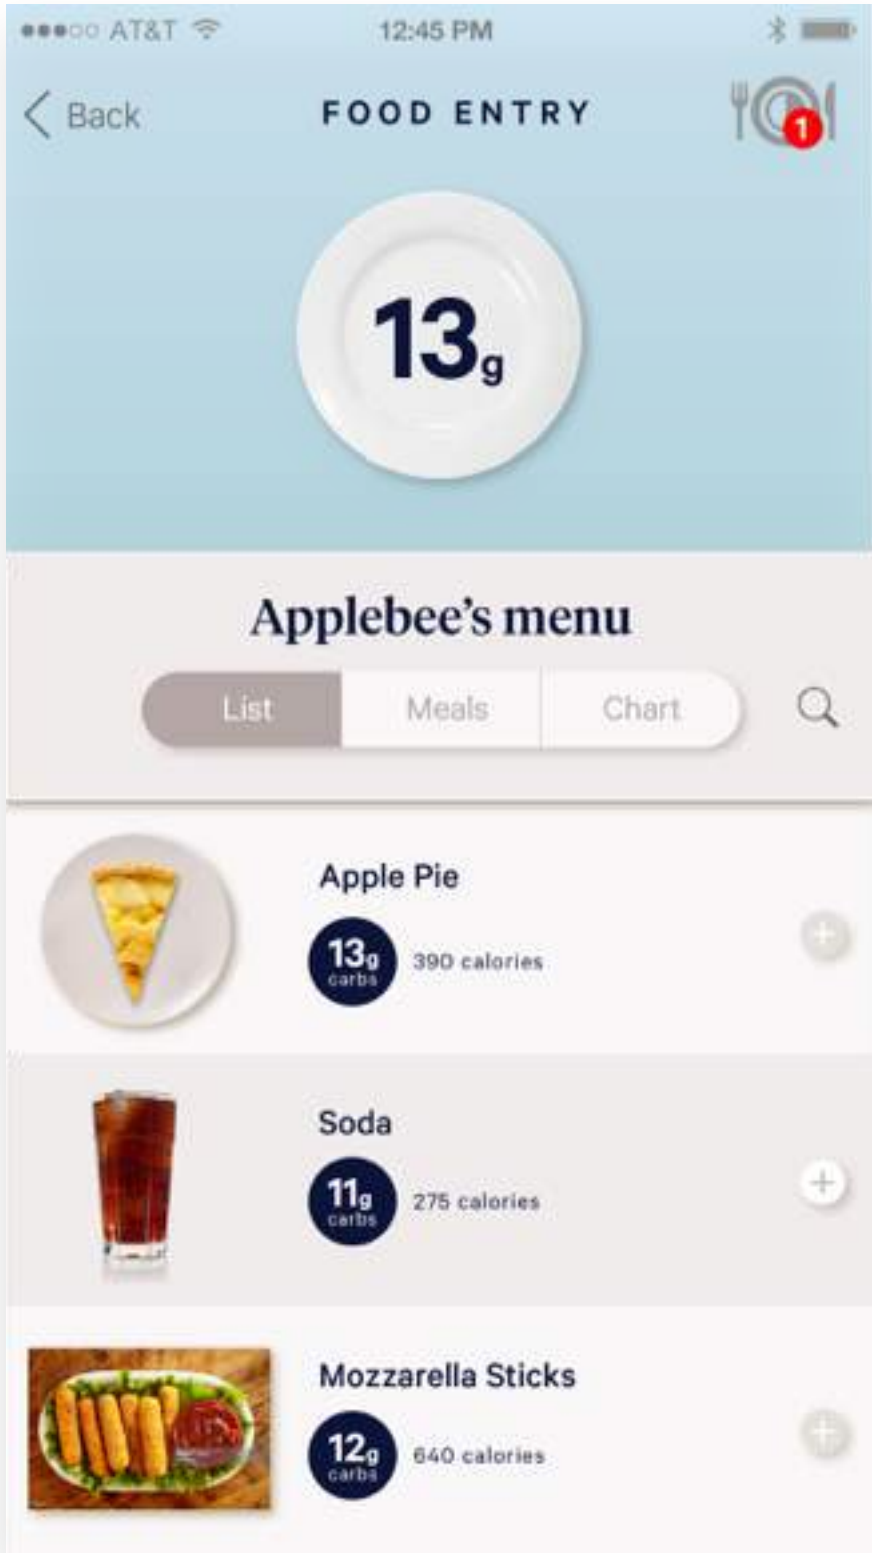 AT&T 12:45 PM
Back FOOD ENTRY 1
13g
Applebee's menu
List Meals Chart
Apple Pie
13g carbs 390 calories
Soda
11g carbs 275 calories
Mozzarella Sticks
12g carbs 640 calories